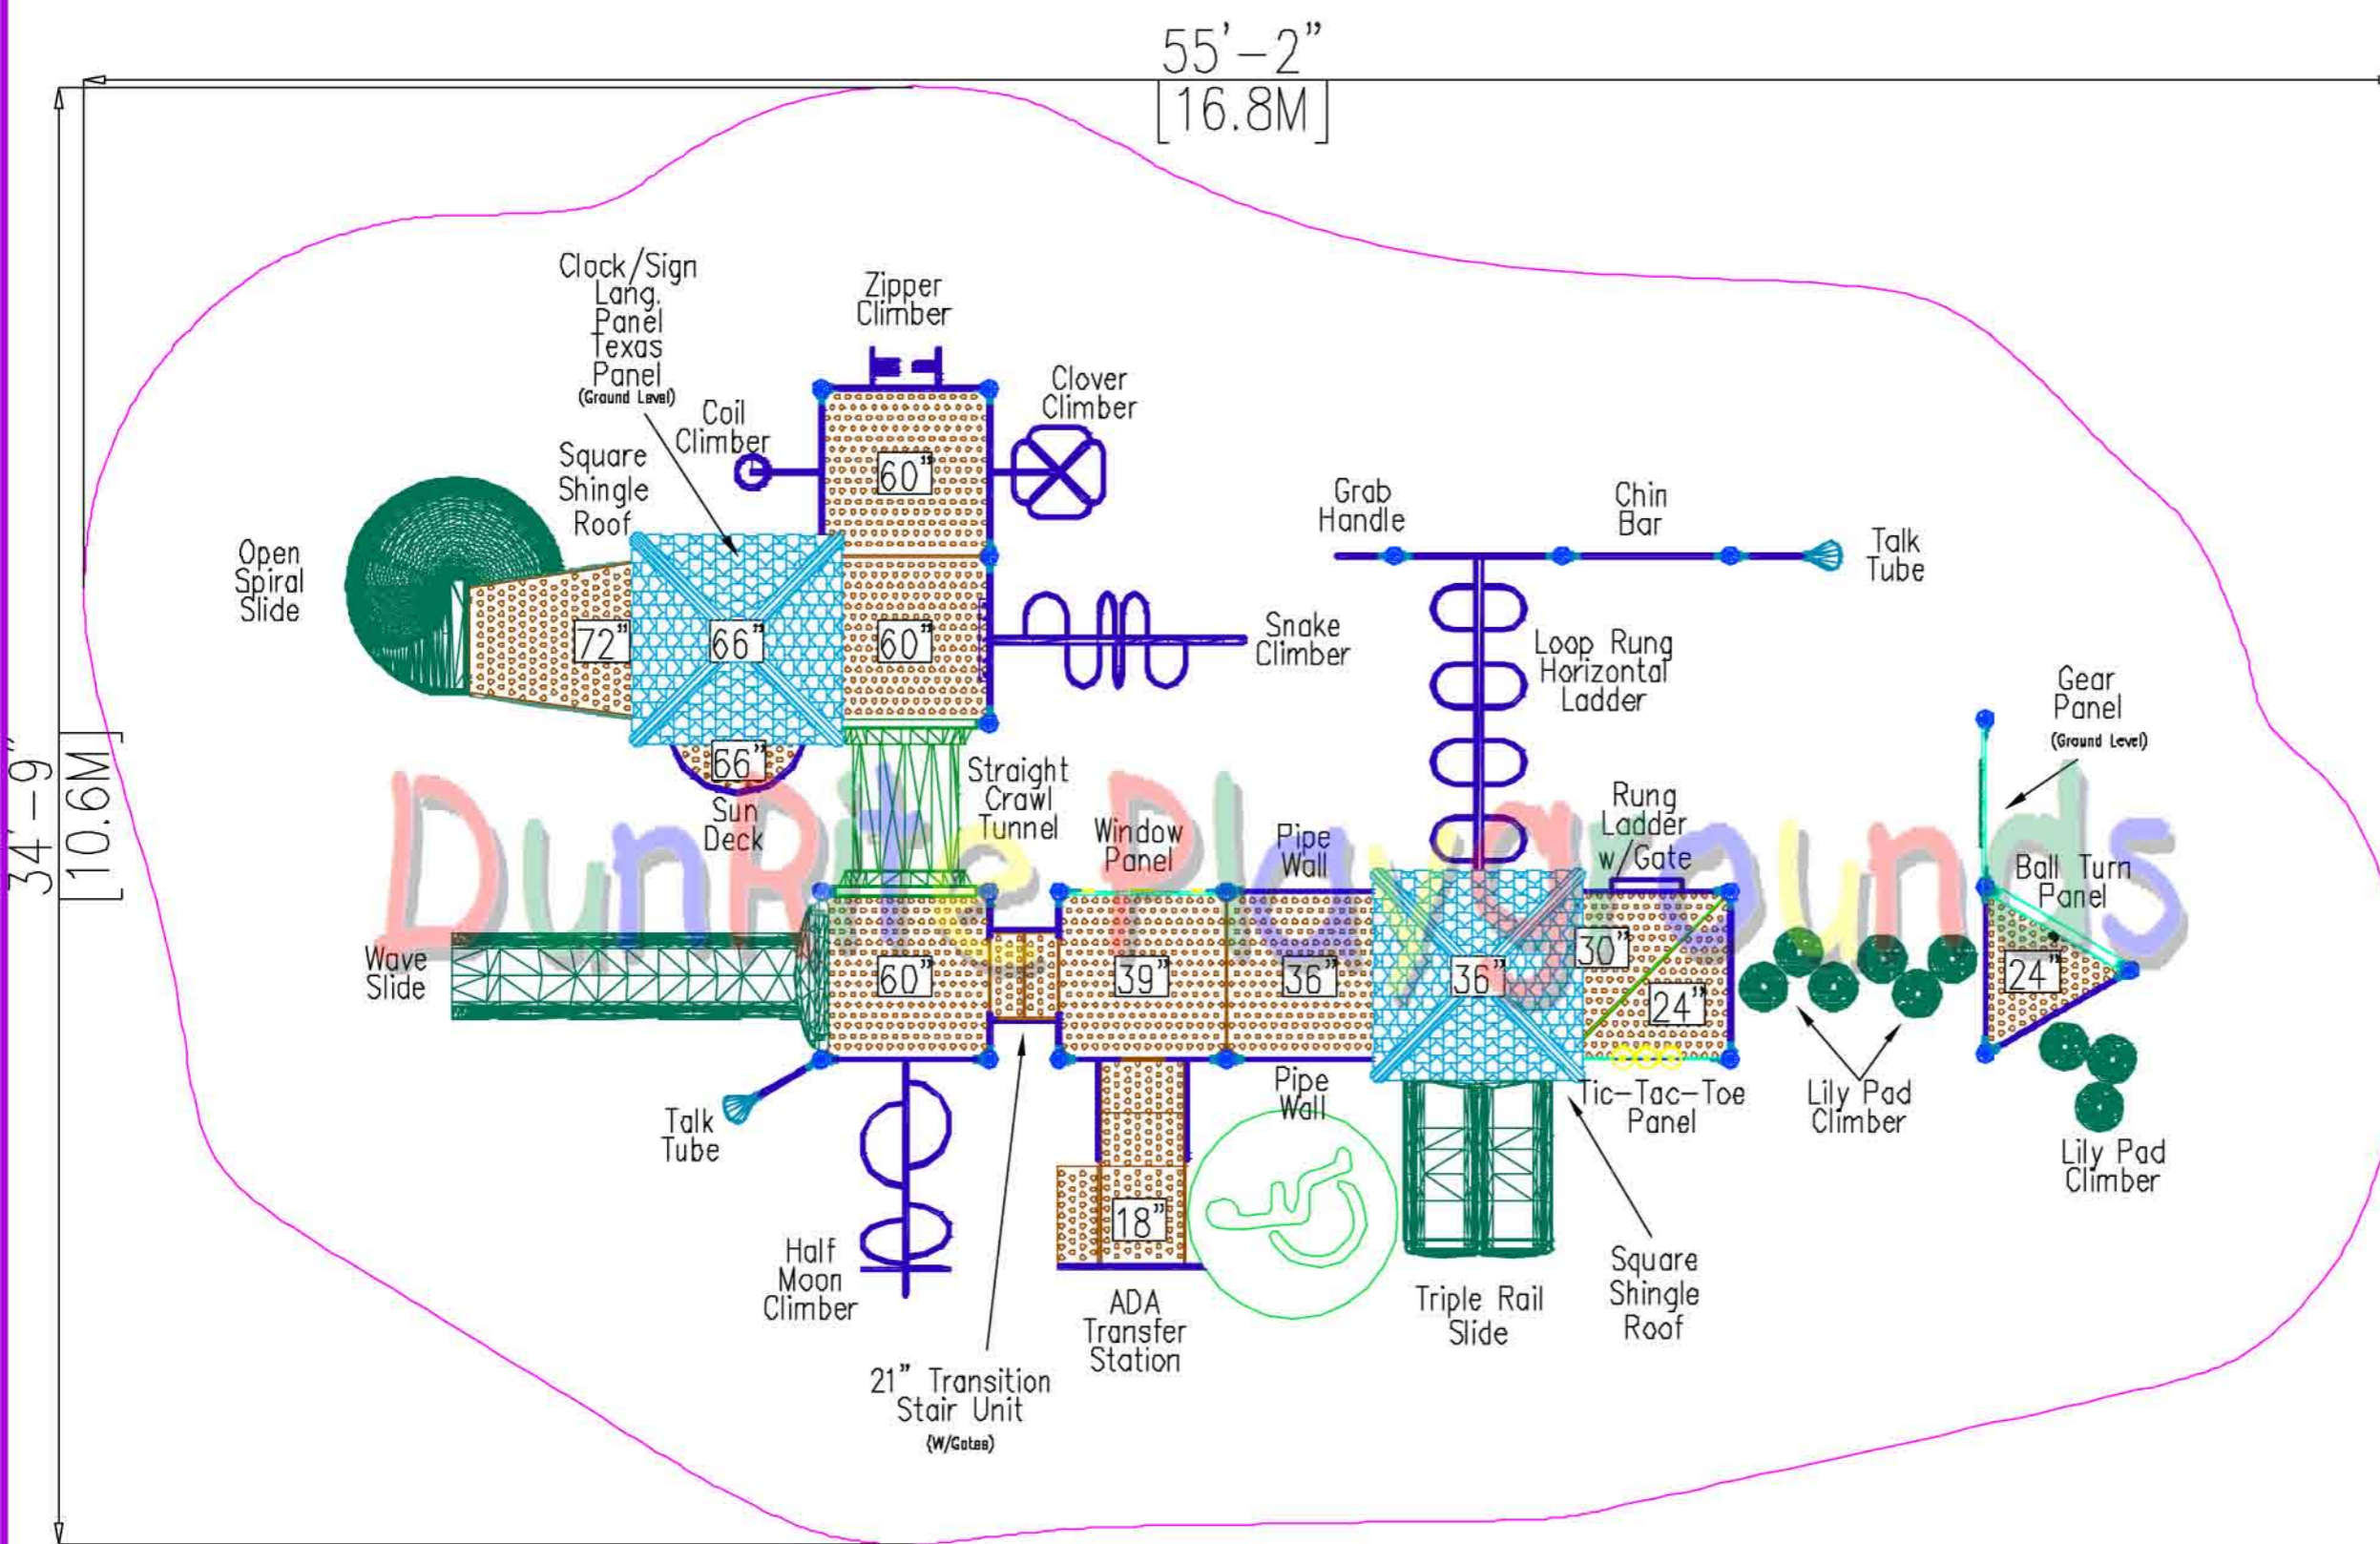 55'-2"
[16.8M]
34'-9"
[10.6M]
Clock/Sign
Lang.
Panel
Texas
Panel
(Ground Level)
Zipper
Climber
Coil
Climber
Clover
Climber
Square
Shingle
Roof
Open
Spiral
Slide
60"
72"
66"
60"
66"
Sun
Deck
Snake
Climber
Grab
Handle
Chin
Bar
Talk
Tube
Loop Rung
Horizontal
Ladder
Gear
Panel
(Ground Level)
Straight
Crawl
Tunnel
Window
Panel
Pipe
Wall
Rung
Ladder
w/Gate
Ball Turn
Panel
DunRite Playgrounds
Wave
Slide
60"
39"
36"
36"
30"
24"
24"
Talk
Tube
Pipe
Wall
Tic-Tac-Toe
Panel
Lily Pad
Climber
Lily Pad
Climber
18"
Half
Moon
Climber
ADA
Transfer
Station
Triple Rail
Slide
Square
Shingle
Roof
21" Transition
Stair Unit
(W/Gates)